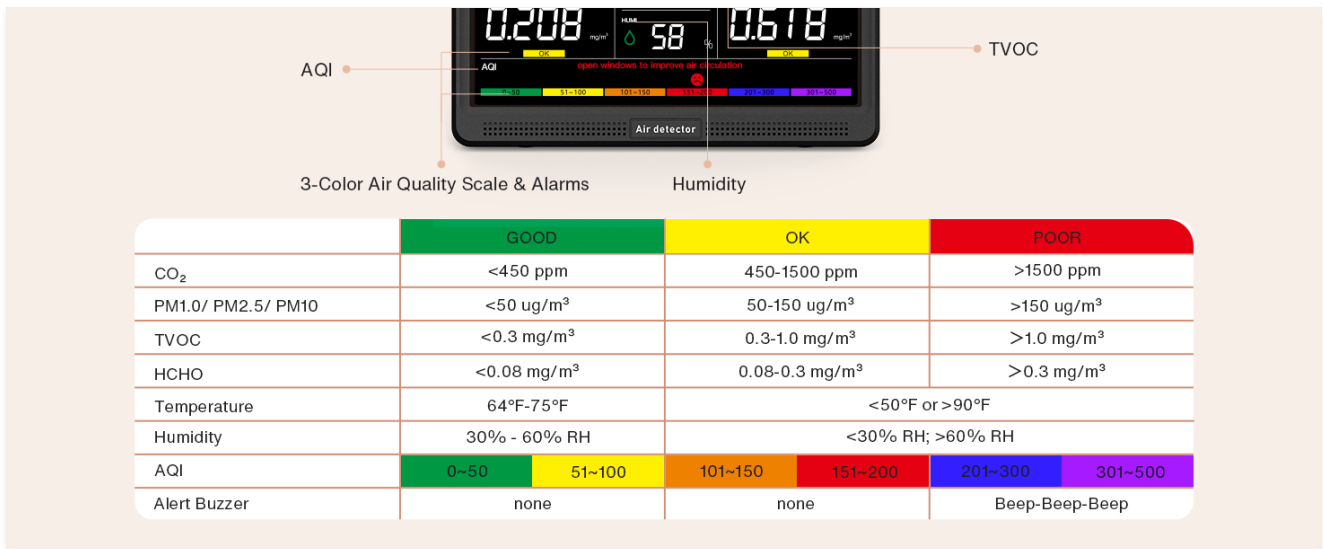 0.208 mg/m³
HUMI
58 %
0.618 mg/m³
OK
OK
TVOC
AQI
AQI
open windows to improve air circulation
0~50 51~100 101~150 151~200 201~300 301~500
Air detector
3-Color Air Quality Scale & Alarms
Humidity
GOOD OK POOR
CO₂ <450 ppm 450-1500 ppm >1500 ppm
PM1.0/ PM2.5/ PM10 <50 ug/m³ 50-150 ug/m³ >150 ug/m³
TVOC <0.3 mg/m³ 0.3-1.0 mg/m³ >1.0 mg/m³
HCHO <0.08 mg/m³ 0.08-0.3 mg/m³ >0.3 mg/m³
Temperature 64°F-75°F <50°F or >90°F
Humidity 30% - 60% RH <30% RH; >60% RH
AQI 0~50 51~100 101~150 151~200 201~300 301~500
Alert Buzzer none none Beep-Beep-Beep